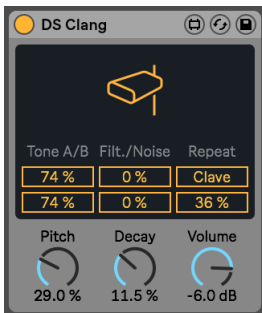 DS Clang
Tone A/B Filt./Noise Repeat
74 % 0 % Clave
74 % 0 % 36 %
Pitch Decay Volume
29.0 % 11.5 % -6.0 dB